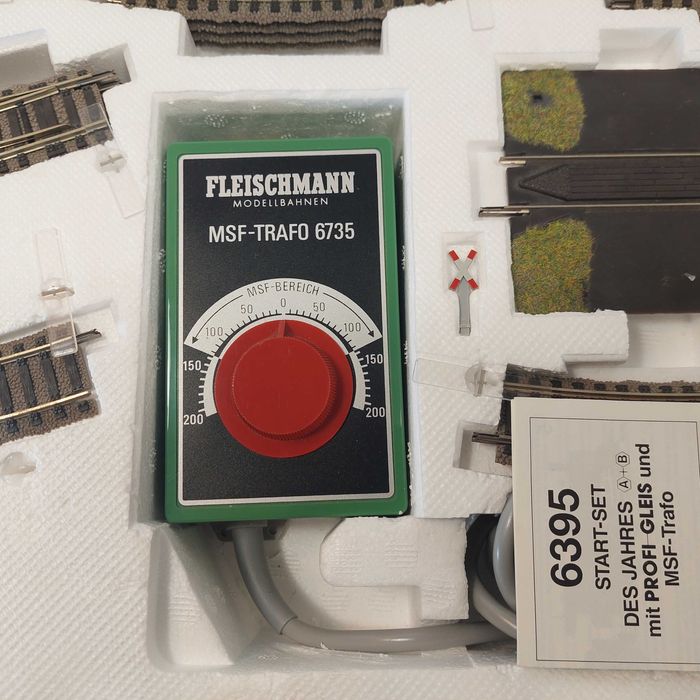 FLEISCHMANN
MODELLBAHNEN
MSF-TRAFO 6735
MSF-BEREICH
100 50 0 50 100
150 150
200 200
6395
START-SET
DES JAHRES A+B
mit PROFI-GLEIS und
MSF-Trafo